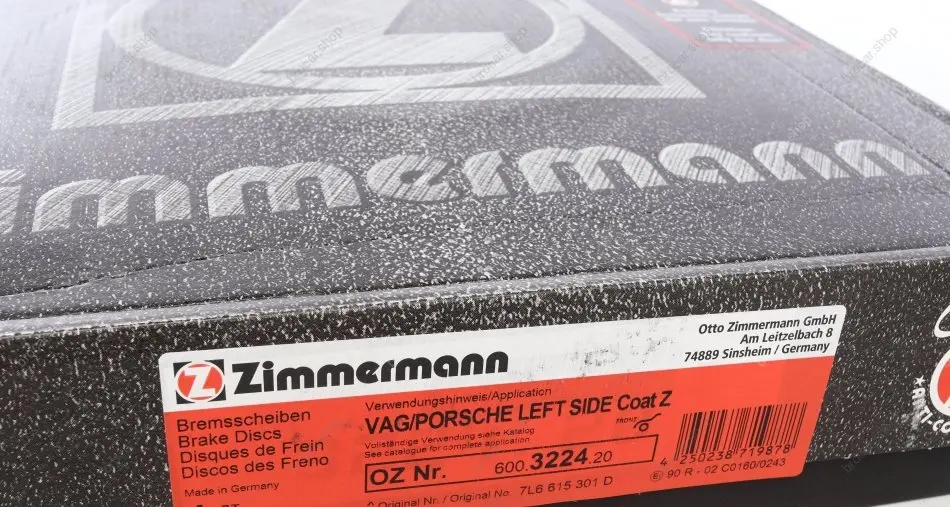 zimmermann
Otto Zimmermann GmbH
Am Leitzelbach 8
74889 Sinsheim / Germany
Z Zimmermann
Bremsscheiben
Brake Discs
Disques de Frein
Discos des Freno
Made in Germany
Verwendungshinweis/Application
VAG/PORSCHE LEFT SIDE Coat Z
Vollständige Verwendung siehe Katalog
See catalogue for complete application
FRONT
OZ Nr. 600.3224.20
Original Nr. / Original No. 7L6 615 301 D
4 250238 719878
E1 90 R - 02 C0160/0243